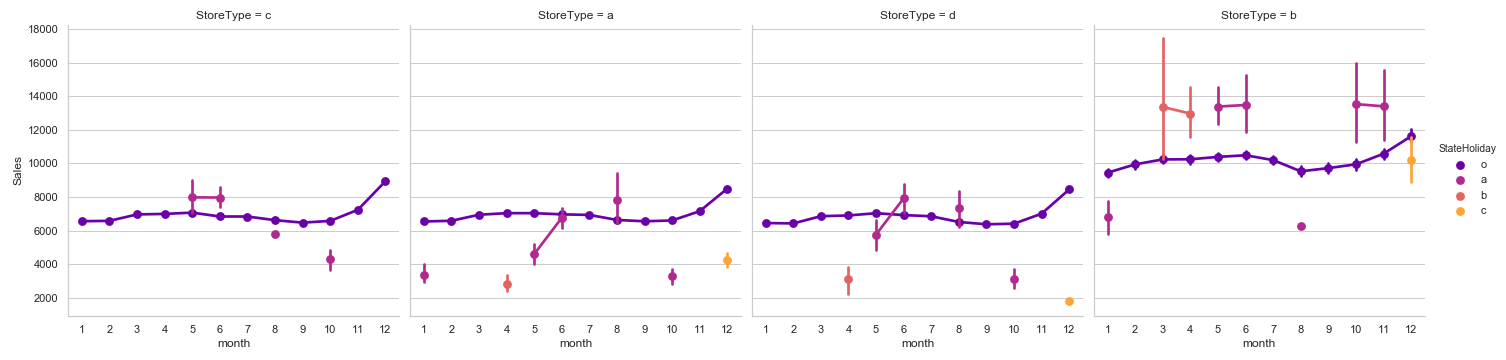 StoreType = c
StoreType = a
StoreType = d
StoreType = b
18000
16000
14000
12000
10000
8000
6000
4000
2000
Sales
1 2 3 4 5 6 7 8 9 10 11 12
month
1 2 3 4 5 6 7 8 9 10 11 12
month
1 2 3 4 5 6 7 8 9 10 11 12
month
1 2 3 4 5 6 7 8 9 10 11 12
month
StateHoliday
o
a
b
c